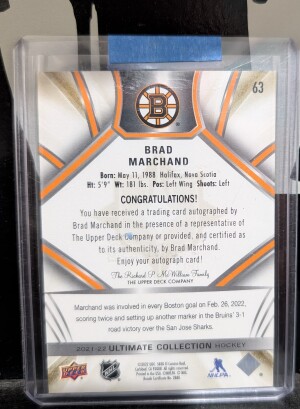 63
B
BRAD
MARCHAND
Born: May 11, 1988 Halifax, Nova Scotia
Ht: 5'9" Wt: 181 lbs. Pos: Left Wing Shoots: Left
CONGRATULATIONS!
You have received a trading card autographed by
Brad Marchand in the presence of a representative of
The Upper Deck Company or provided, and certified as
to its authenticity, by Brad Marchand.
Enjoy your autograph card!
The Richard P. McWilliam Family
THE UPPER DECK COMPANY
Marchand was involved in every Boston goal on Feb. 26, 2022,
scoring twice and setting up another marker in the Bruins' 3-1
road victory over the San Jose Sharks.
2021-22 ULTIMATE COLLECTION HOCKEY
UPPER DECK
NHLPA